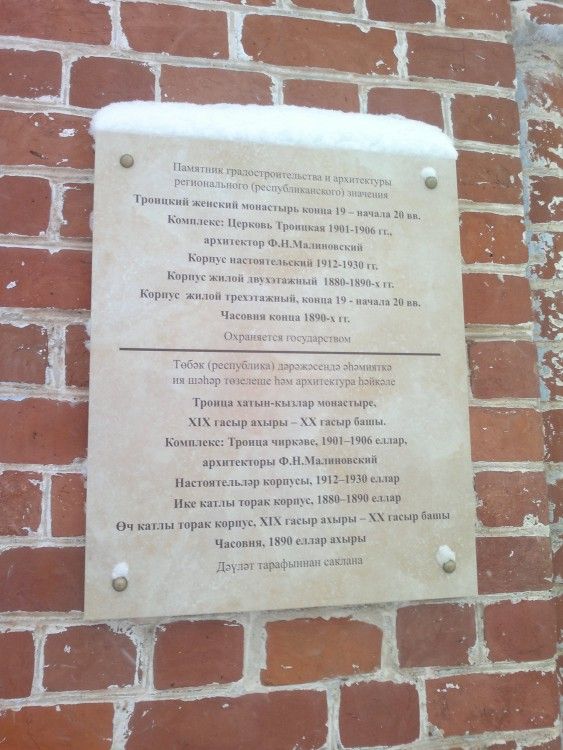 Памятник градостроительства и архитектуры
регионального (республиканского) значения
Троицкий женский монастырь конца 19 – начала 20 вв.
Комплекс: Церковь Троицкая 1901-1906 гг.,
архитектор Ф.Н.Малиновский
Корпус настоятельский 1912-1930 гг.
Корпус жилой двухэтажный 1880-1890-х гг.
Корпус жилой трехэтажный, конца 19 - начала 20 вв.
Часовня конца 1890-х гг.
Охраняется государством
Төбәк (республика) дәрәҗәсендә әһәмияткә
ия шәһәр төзелеше һәм архитектура һәйкәле
Троица хатын-кызлар монастыре,
XIX гасыр ахыры – XX гасыр башы.
Комплекс: Троица чиркәве, 1901–1906 еллар,
архитекторы Ф.Н.Малиновский
Настоятельләр корпусы, 1912–1930 еллар
Ике катлы торак корпус, 1880–1890 еллар
Өч катлы торак корпус, XIX гасыр ахыры – XX гасыр башы
Часовня, 1890 еллар ахыры
Дәүләт тарафыннан саклана